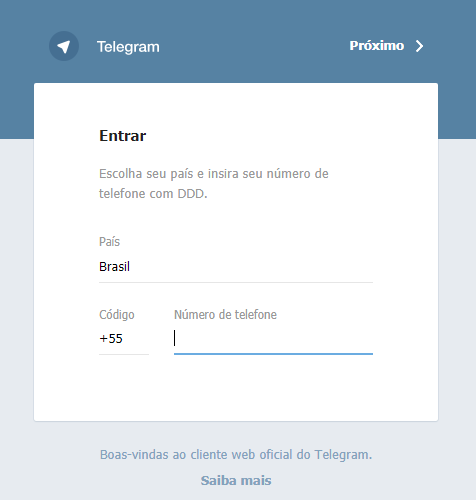 Telegram
Próximo
Entrar
Escolha seu país e insira seu número de
telefone com DDD.
País
Brasil
Código
Número de telefone
+55
Boas-vindas ao cliente web oficial do Telegram.
Saiba mais